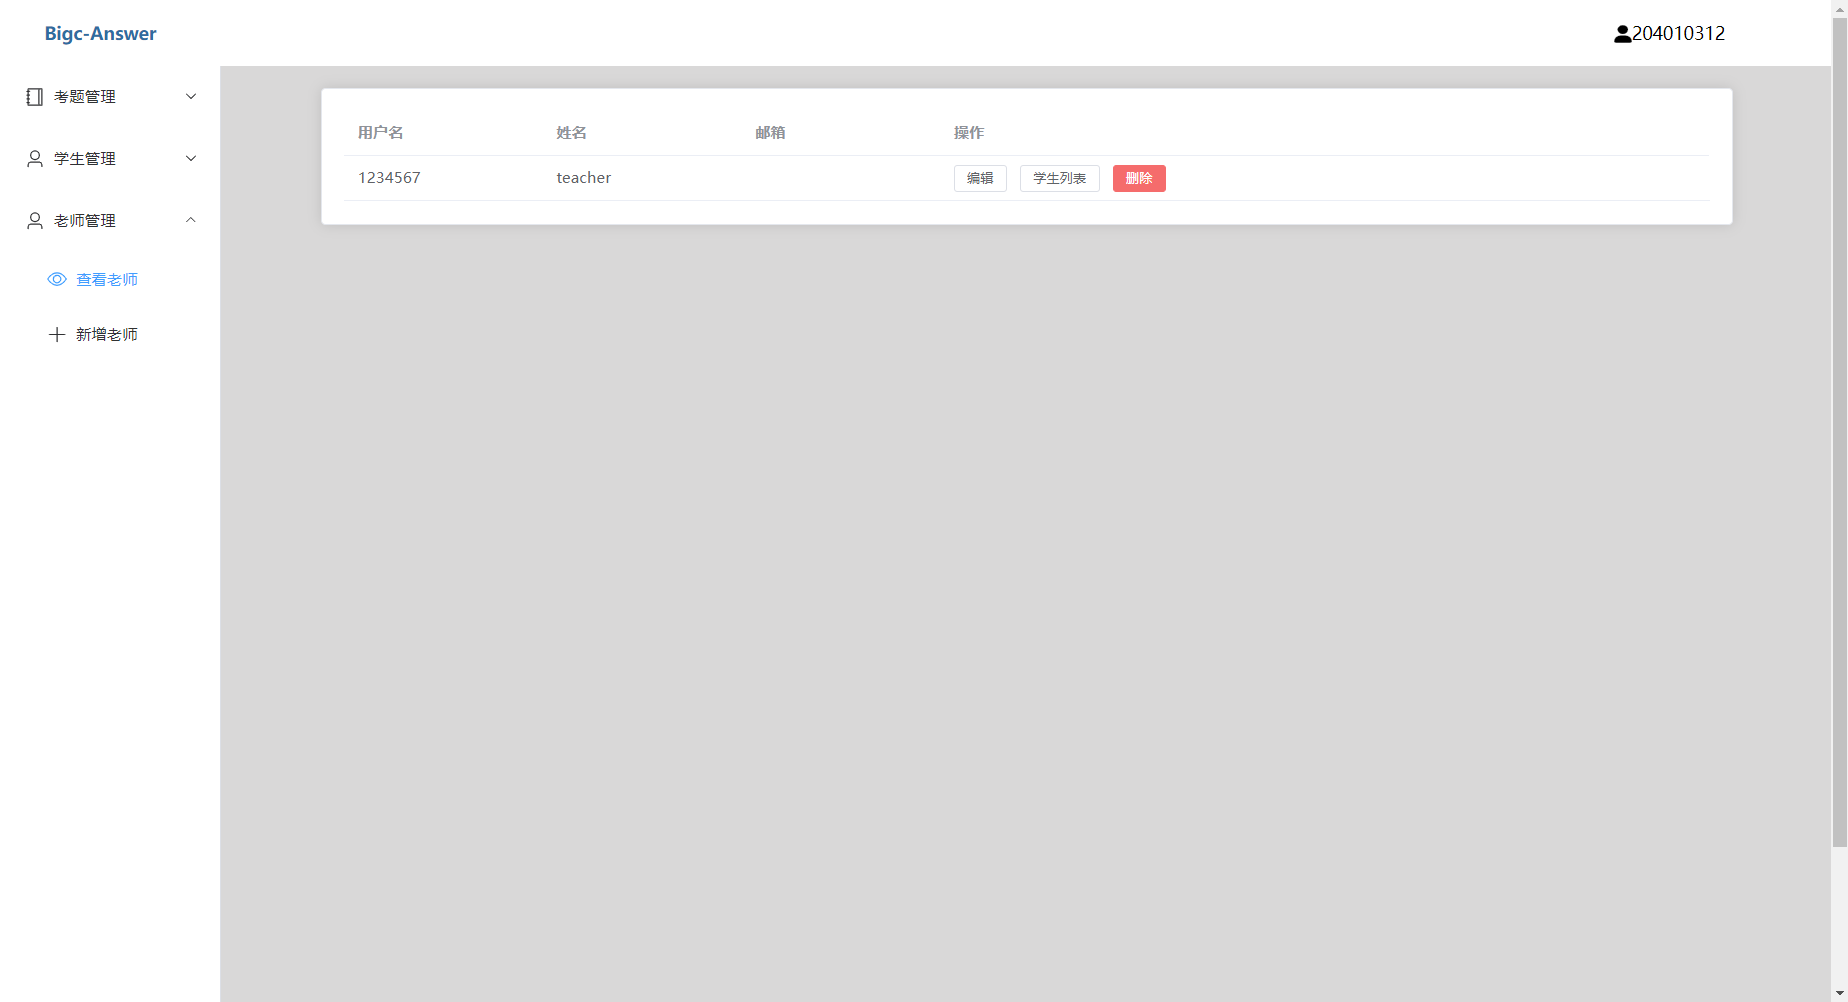 Bigc-Answer
204010312
考题管理
学生管理
老师管理
查看老师
新增老师
用户名 姓名 邮箱 操作
1234567 teacher 编辑 学生列表 删除